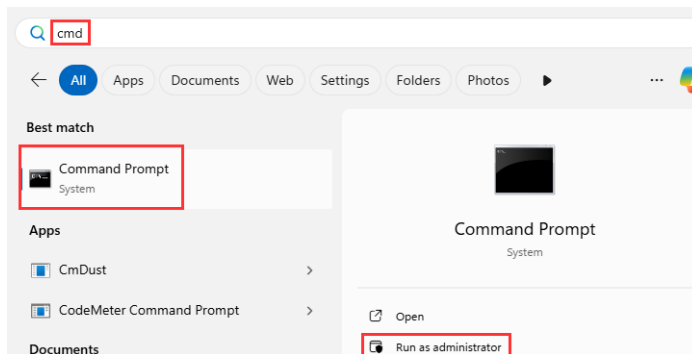 cmd
All Apps Documents Web Settings Folders Photos
Best match
Command Prompt
System
Apps
CmDust
CodeMeter Command Prompt
Documents
Command Prompt
System
Open
Run as administrator